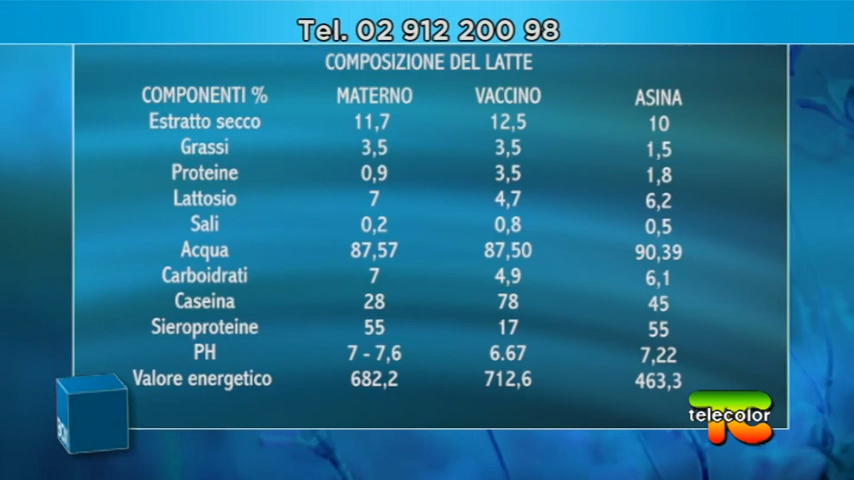 Tel. 02 912 200 98
COMPOSIZIONE DEL LATTE
COMPONENTI % MATERNO VACCINO ASINA
Estratto secco 11,7 12,5 10
Grassi 3,5 3,5 1,5
Proteine 0,9 3,5 1,8
Lattosio 7 4,7 6,2
Sali 0,2 0,8 0,5
Acqua 87,57 87,50 90,39
Carboidrati 7 4,9 6,1
Caseina 28 78 45
Sieroproteine 55 17 55
PH 7 - 7,6 6.67 7,22
Valore energetico 682,2 712,6 463,3
telecolor
TC